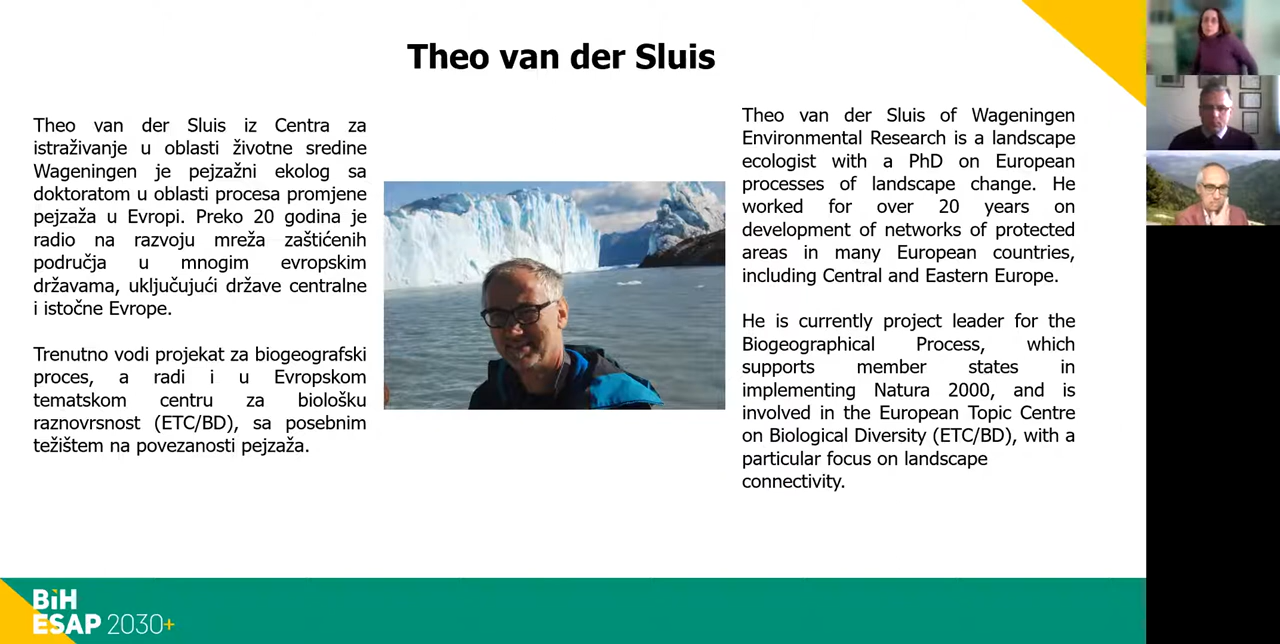 Theo van der Sluis
Theo van der Sluis iz Centra za
istraživanje u oblasti životne sredine
Wageningen je pejzažni ekolog sa
doktoratom u oblasti procesa promjene
pejzaža u Evropi. Preko 20 godina je
radio na razvoju mreža zaštićenih
područja u mnogim evropskim
državama, uključujući države centralne
i istočne Evrope.
Trenutno vodi projekat za biogeografski
proces, a radi i u Evropskom
tematskom centru za biološku
raznovrsnost (ETC/BD), sa posebnim
težištem na povezanosti pejzaža.
Theo van der Sluis of Wageningen
Environmental Research is a landscape
ecologist with a PhD on European
processes of landscape change. He
worked for over 20 years on
development of networks of protected
areas in many European countries,
including Central and Eastern Europe.
He is currently project leader for the
Biogeographical Process, which
supports member states in
implementing Natura 2000, and is
involved in the European Topic Centre
on Biological Diversity (ETC/BD), with a
particular focus on landscape
connectivity.
BiH
ESAP 2030+